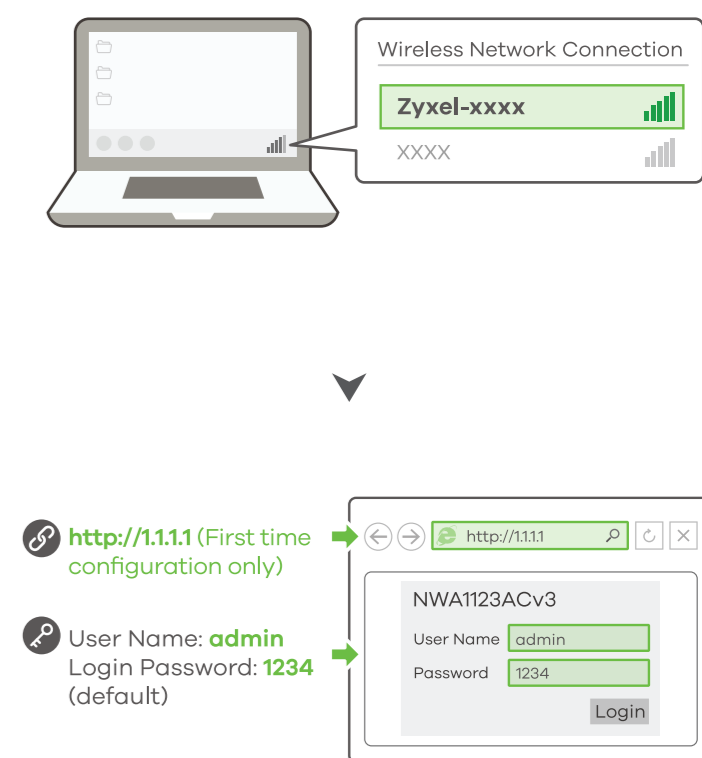 Wireless Network Connection
Zyxel-xxxx
XXXX
http://1.1.1.1 (First time
configuration only)
http://1.1.1.1
User Name: admin
Login Password: 1234
(default)
NWA1123ACv3
User Name admin
Password 1234
Login